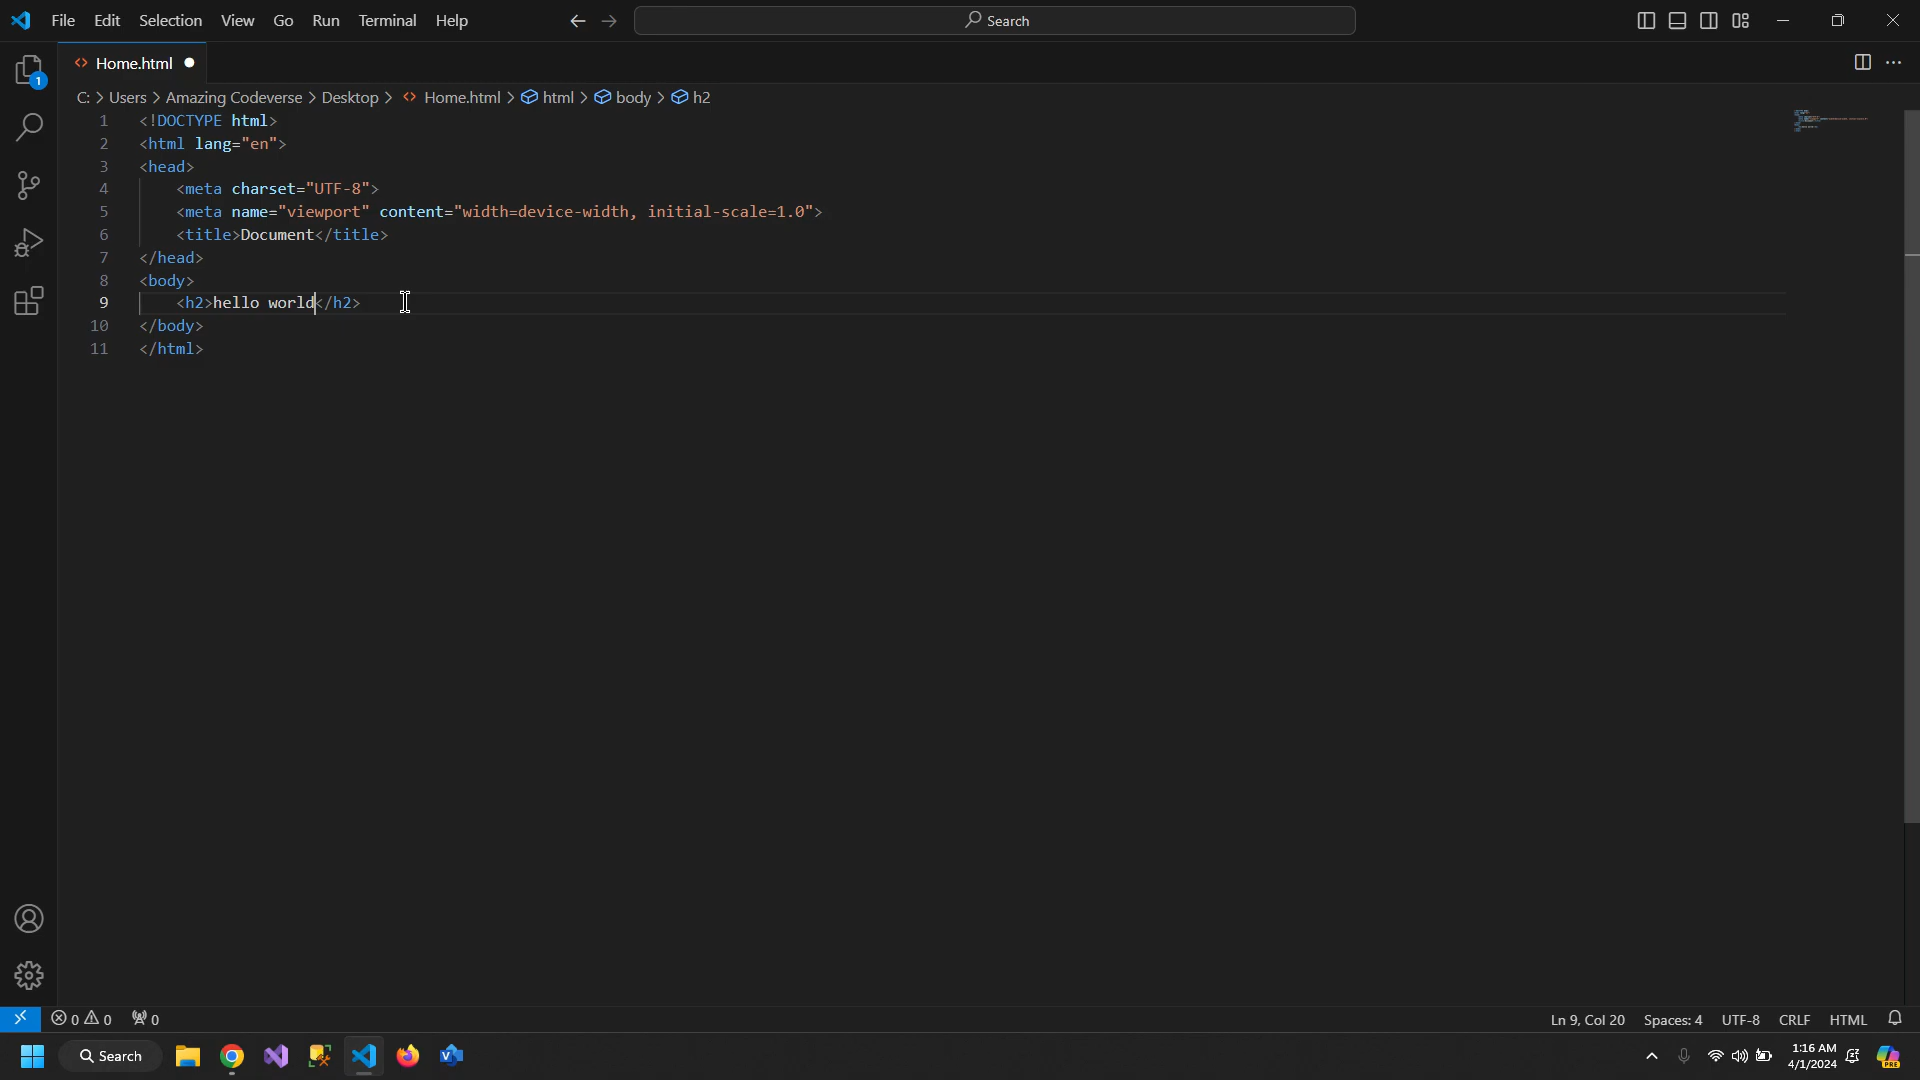 File Edit Selection View Go Run Terminal Help Search
1 Home.html
C: > Users > Amazing Codeverse > Desktop > <> Home.html > html > body > h2
1 <!DOCTYPE html>
2 <html lang="en">
3 <head>
4 <meta charset="UTF-8">
5 <meta name="viewport" content="width=device-width, initial-scale=1.0">
6 <title>Document</title>
7 </head>
8 <body>
9 <h2>hello world</h2>
10 </body>
11 </html>
0 0 0 Ln 9, Col 20 Spaces: 4 UTF-8 CRLF HTML
Search 1:16 AM
4/1/2024
PRE